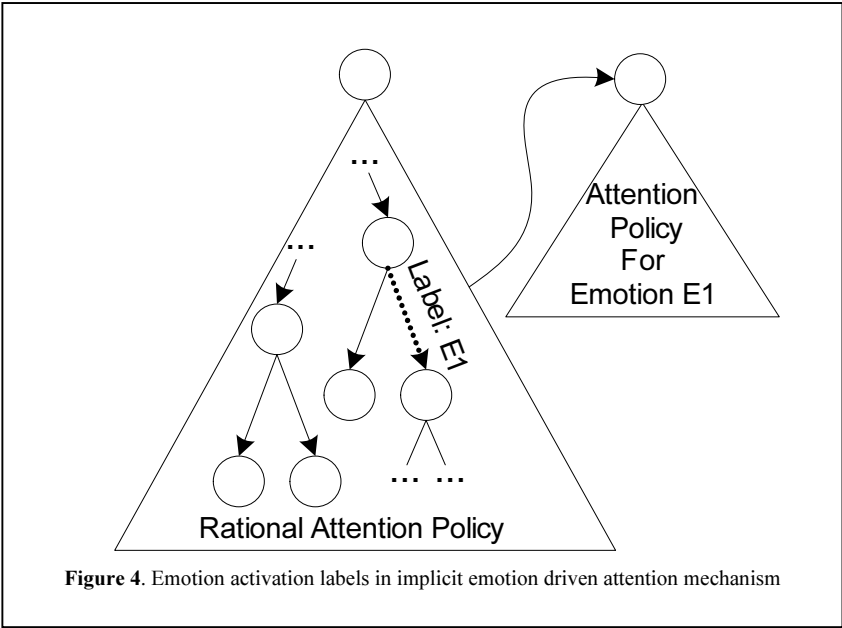 ...
...
Label: E1
... ...
Rational Attention Policy
Attention
Policy
For
Emotion E1
Figure 4. Emotion activation labels in implicit emotion driven attention mechanism